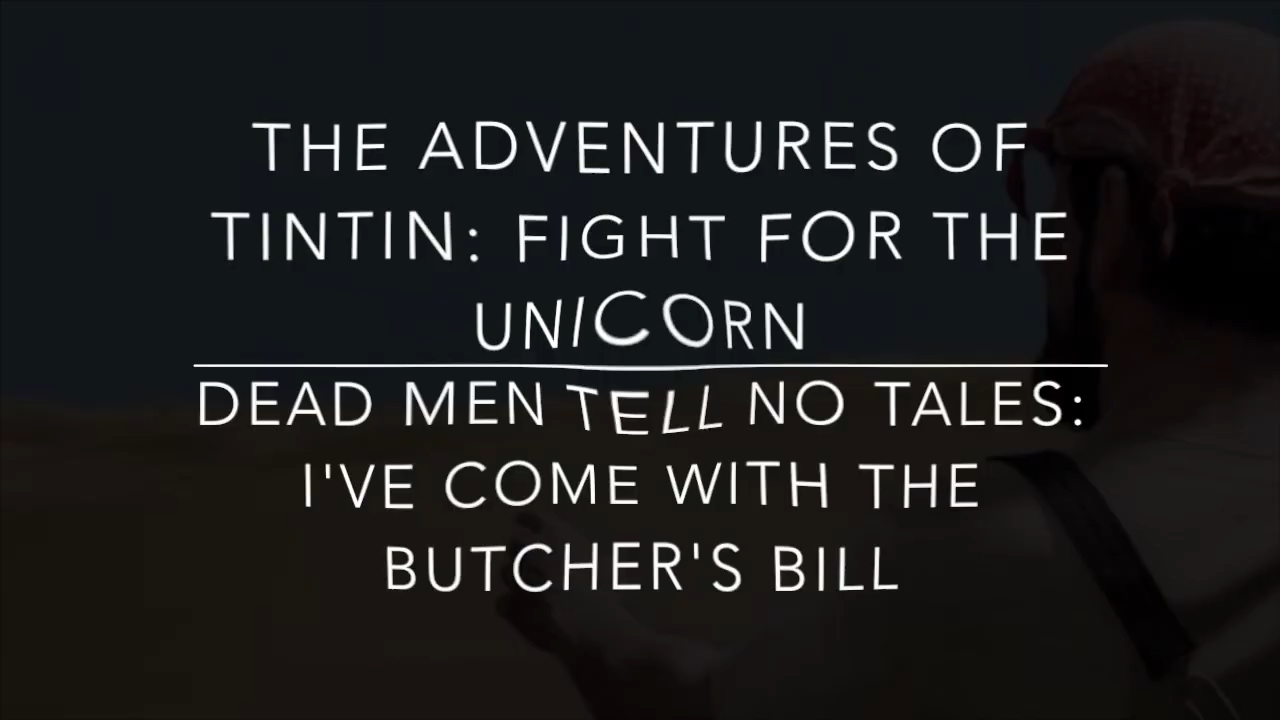 THE ADVENTURES OF
TINTIN: FIGHT FOR THE
UNICORN
DEAD MEN TELL NO TALES:
I'VE COME WITH THE
BUTCHER'S BILL